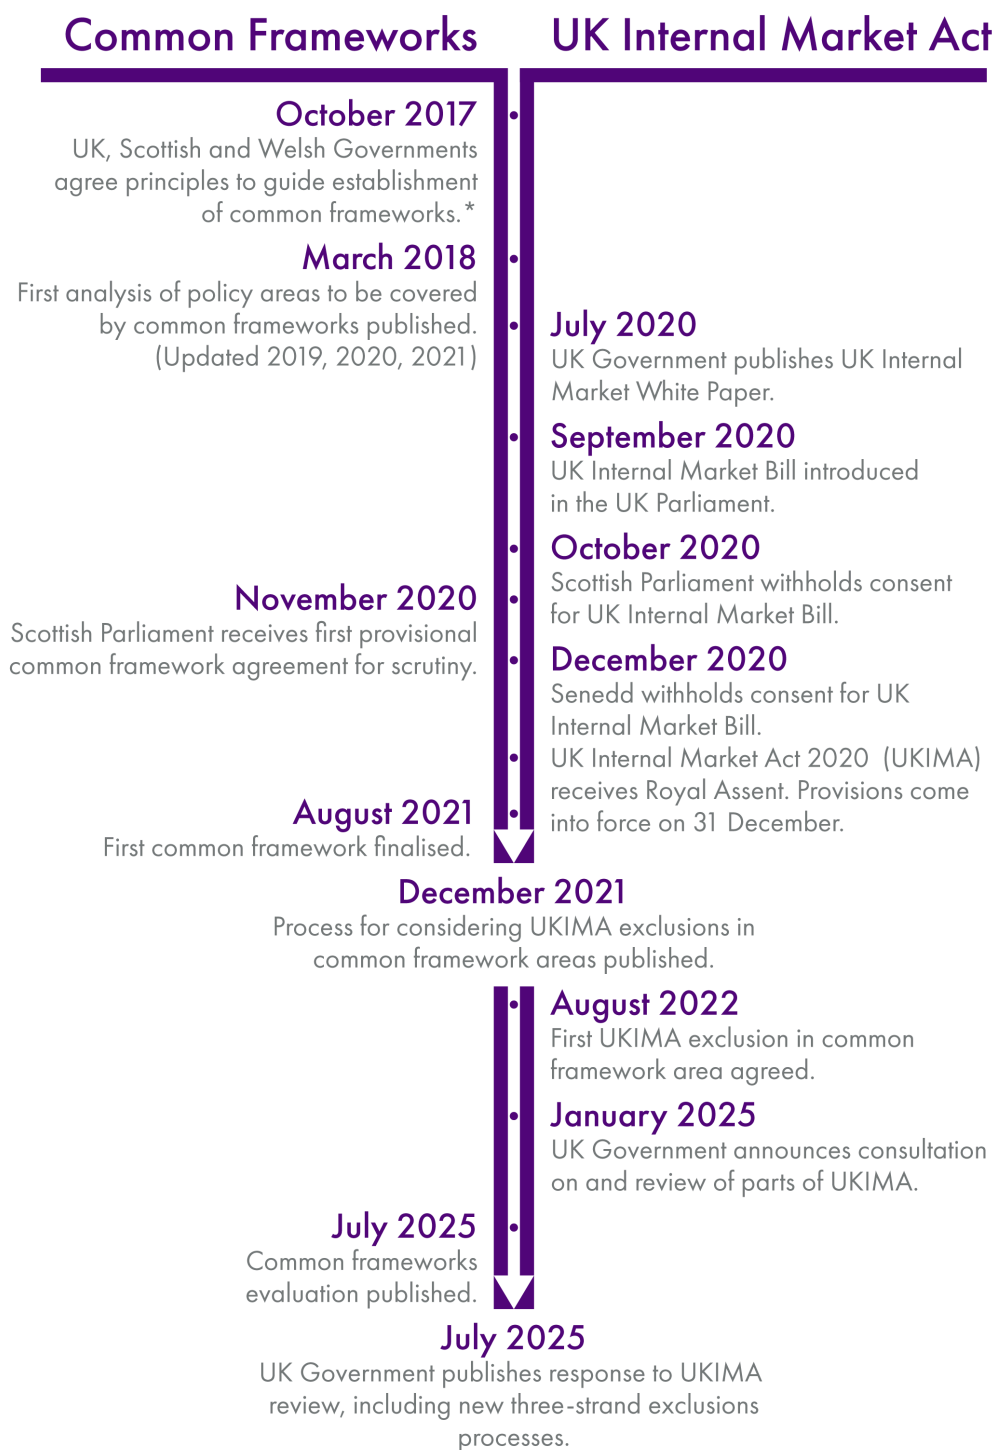 Common Frameworks
UK Internal Market Act
October 2017
UK, Scottish and Welsh Governments
agree principles to guide establishment
of common frameworks.*
March 2018
First analysis of policy areas to be covered
by common frameworks published.
(Updated 2019, 2020, 2021)
July 2020
UK Government publishes UK Internal
Market White Paper.
September 2020
UK Internal Market Bill introduced
in the UK Parliament.
October 2020
Scottish Parliament withholds consent
for UK Internal Market Bill.
November 2020
Scottish Parliament receives first provisional
common framework agreement for scrutiny.
December 2020
Senedd withholds consent for UK
Internal Market Bill.
UK Internal Market Act 2020 (UKIMA)
receives Royal Assent. Provisions come
into force on 31 December.
August 2021
First common framework finalised.
December 2021
Process for considering UKIMA exclusions in
common framework areas published.
August 2022
First UKIMA exclusion in common
framework area agreed.
January 2025
UK Government announces consultation
on and review of parts of UKIMA.
July 2025
Common frameworks
evaluation published.
July 2025
UK Government publishes response to UKIMA
review, including new three-strand exclusions
processes.